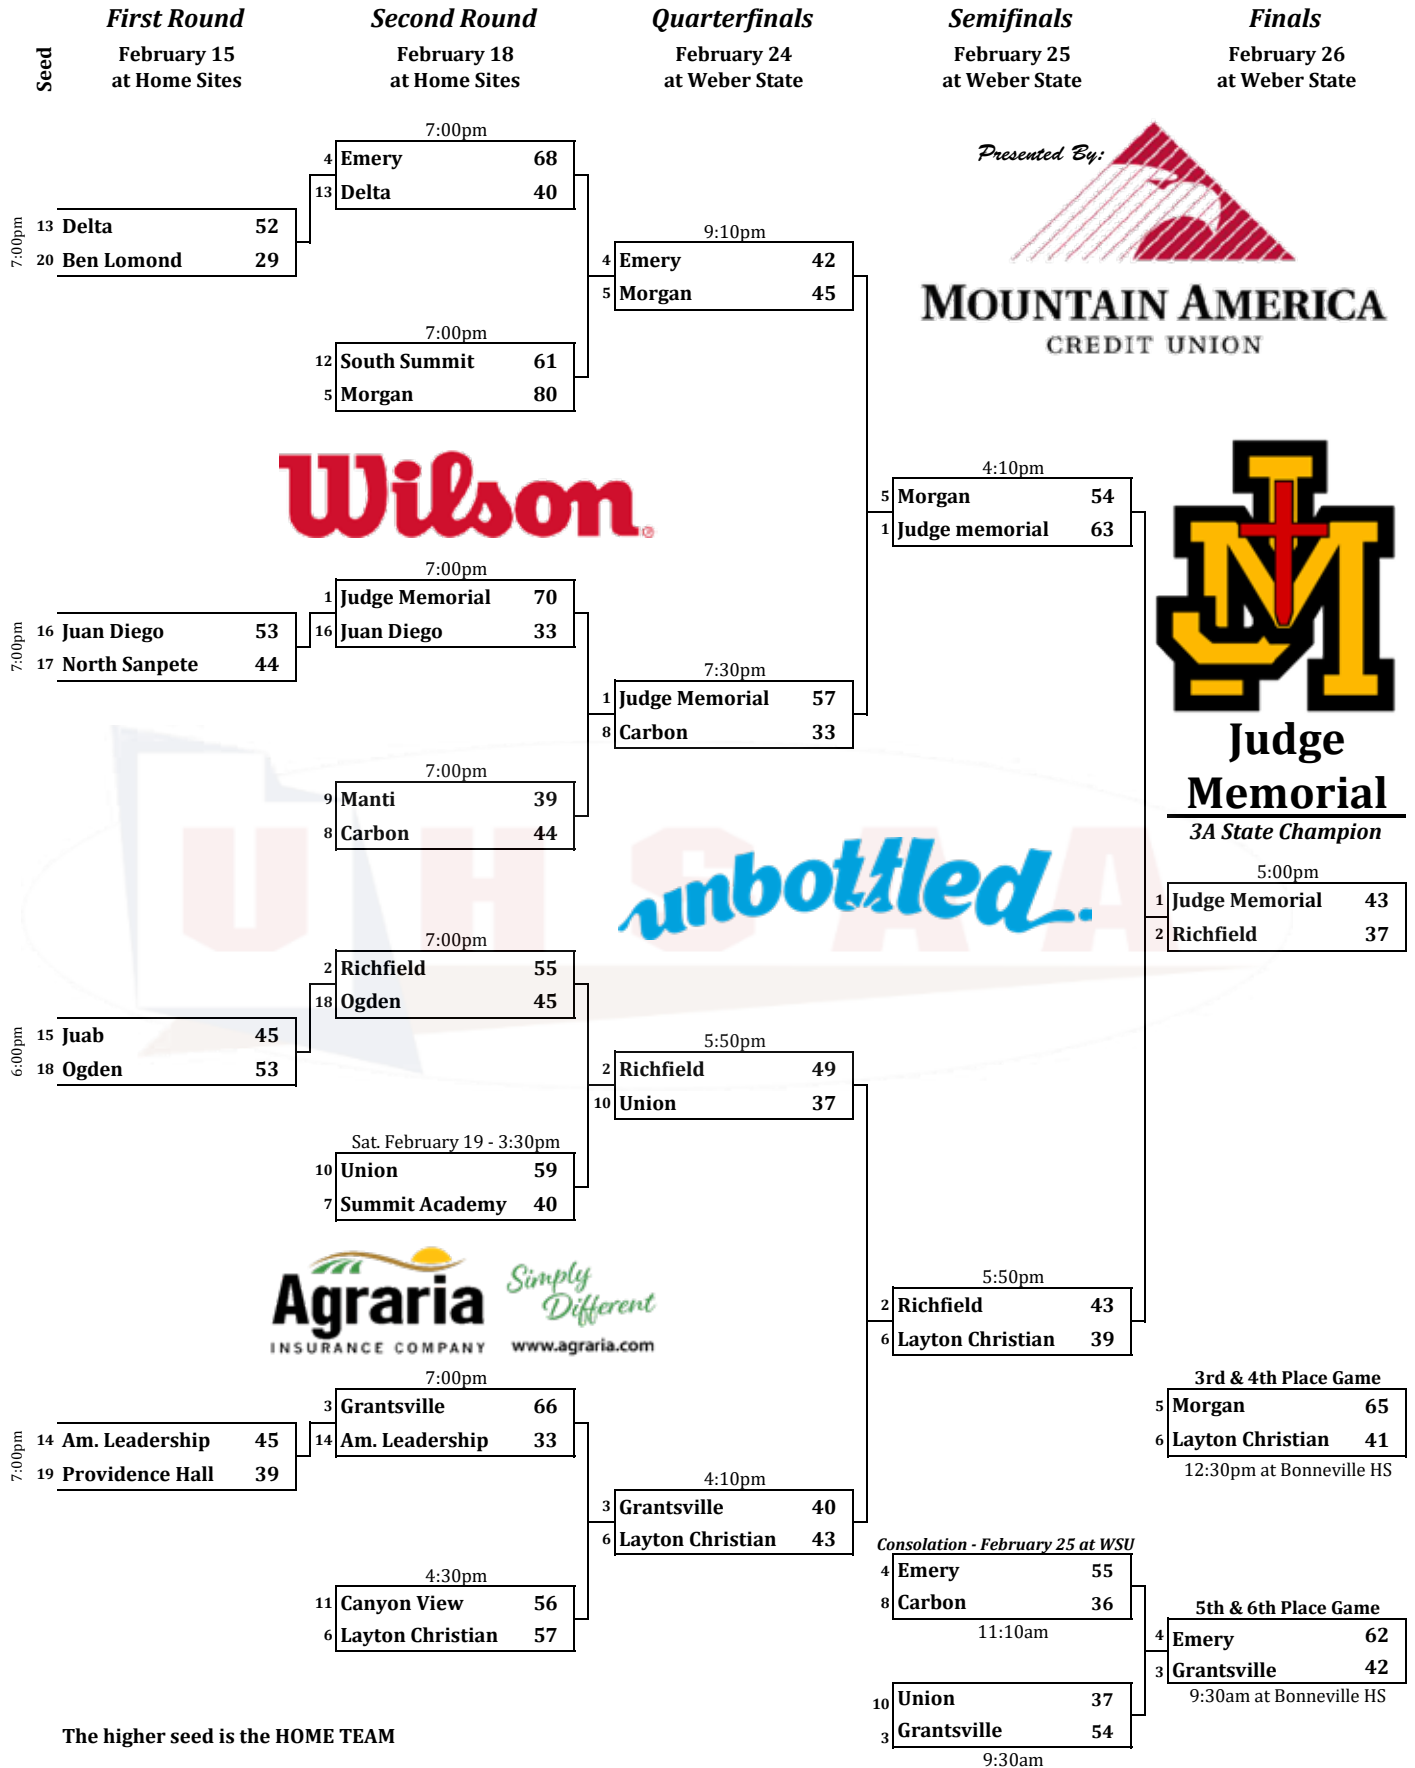 First Round Second Round Quarterfinals Semifinals Finals
Seed
February 15 February 18 February 24 February 25 February 26
at Home Sites at Home Sites at Weber State at Weber State at Weber State
7:00pm
4 Emery 68
13 Delta 40
7:00pm
13 Delta 52
20 Ben Lomond 29
9:10pm
4 Emery 42
5 Morgan 45
Presented By:
MOUNTAIN AMERICA
CREDIT UNION
7:00pm
12 South Summit 61
5 Morgan 80
Wilson
4:10pm
5 Morgan 54
1 Judge memorial 63
JM
7:00pm
1 Judge Memorial 70
16 Juan Diego 33
7:00pm
16 Juan Diego 53
17 North Sanpete 44
7:30pm
1 Judge Memorial 57
8 Carbon 33
Judge
Memorial
3A State Champion
7:00pm
9 Manti 39
8 Carbon 44
UHSAA
unbottled..
5:00pm
1 Judge Memorial 43
2 Richfield 37
7:00pm
2 Richfield 55
18 Ogden 45
6:00pm
15 Juab 45
18 Ogden 53
5:50pm
2 Richfield 49
10 Union 37
Sat. February 19 - 3:30pm
10 Union 59
7 Summit Academy 40
Agraria
INSURANCE COMPANY
Simply
Different
www.agraria.com
5:50pm
2 Richfield 43
6 Layton Christian 39
7:00pm
3 Grantsville 66
14 Am. Leadership 33
7:00pm
14 Am. Leadership 45
19 Providence Hall 39
3rd & 4th Place Game
5 Morgan 65
6 Layton Christian 41
12:30pm at Bonneville HS
4:10pm
3 Grantsville 40
6 Layton Christian 43
4:30pm
11 Canyon View 56
6 Layton Christian 57
Consolation - February 25 at WSU
4 Emery 55
8 Carbon 36
11:10am
5th & 6th Place Game
4 Emery 62
3 Grantsville 42
9:30am at Bonneville HS
10 Union 37
3 Grantsville 54
9:30am
The higher seed is the HOME TEAM